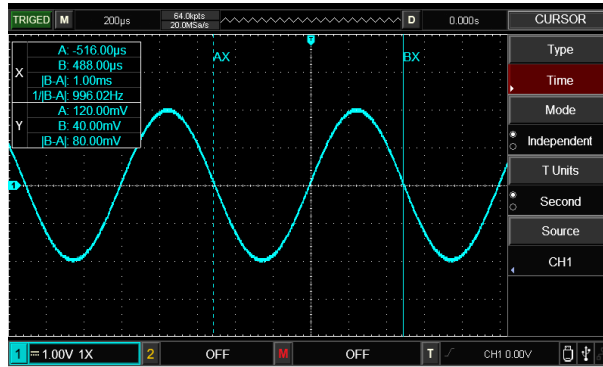 TRIGED M 200µs 64.0kpts 20.0MSa/s D 0.000s CURSOR
X
A: -516.00µs
B: 488.00µs
|B-A|: 1.00ms
1/|B-A|: 996.02Hz
Y
A: 120.00mV
B: 40.00mV
|B-A|: 80.00mV
T
AX
BX
1
Type
Time
Mode
Independent
T Units
Second
Source
CH1
1 1.00V 1X 2 OFF M OFF T CH1 0.00V